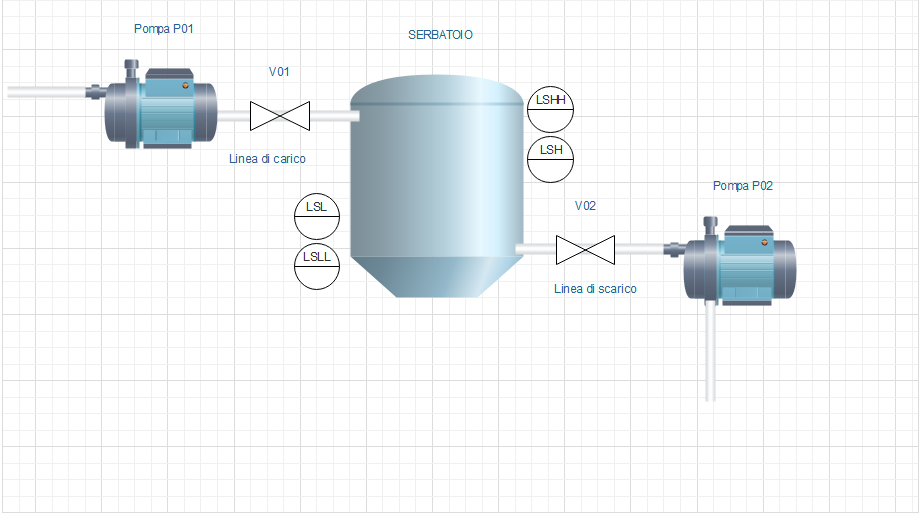 Pompa P01
SERBATOIO
V01
LSHH
Linea di carico
LSH
Pompa P02
LSL
V02
LSLL
Linea di scarico